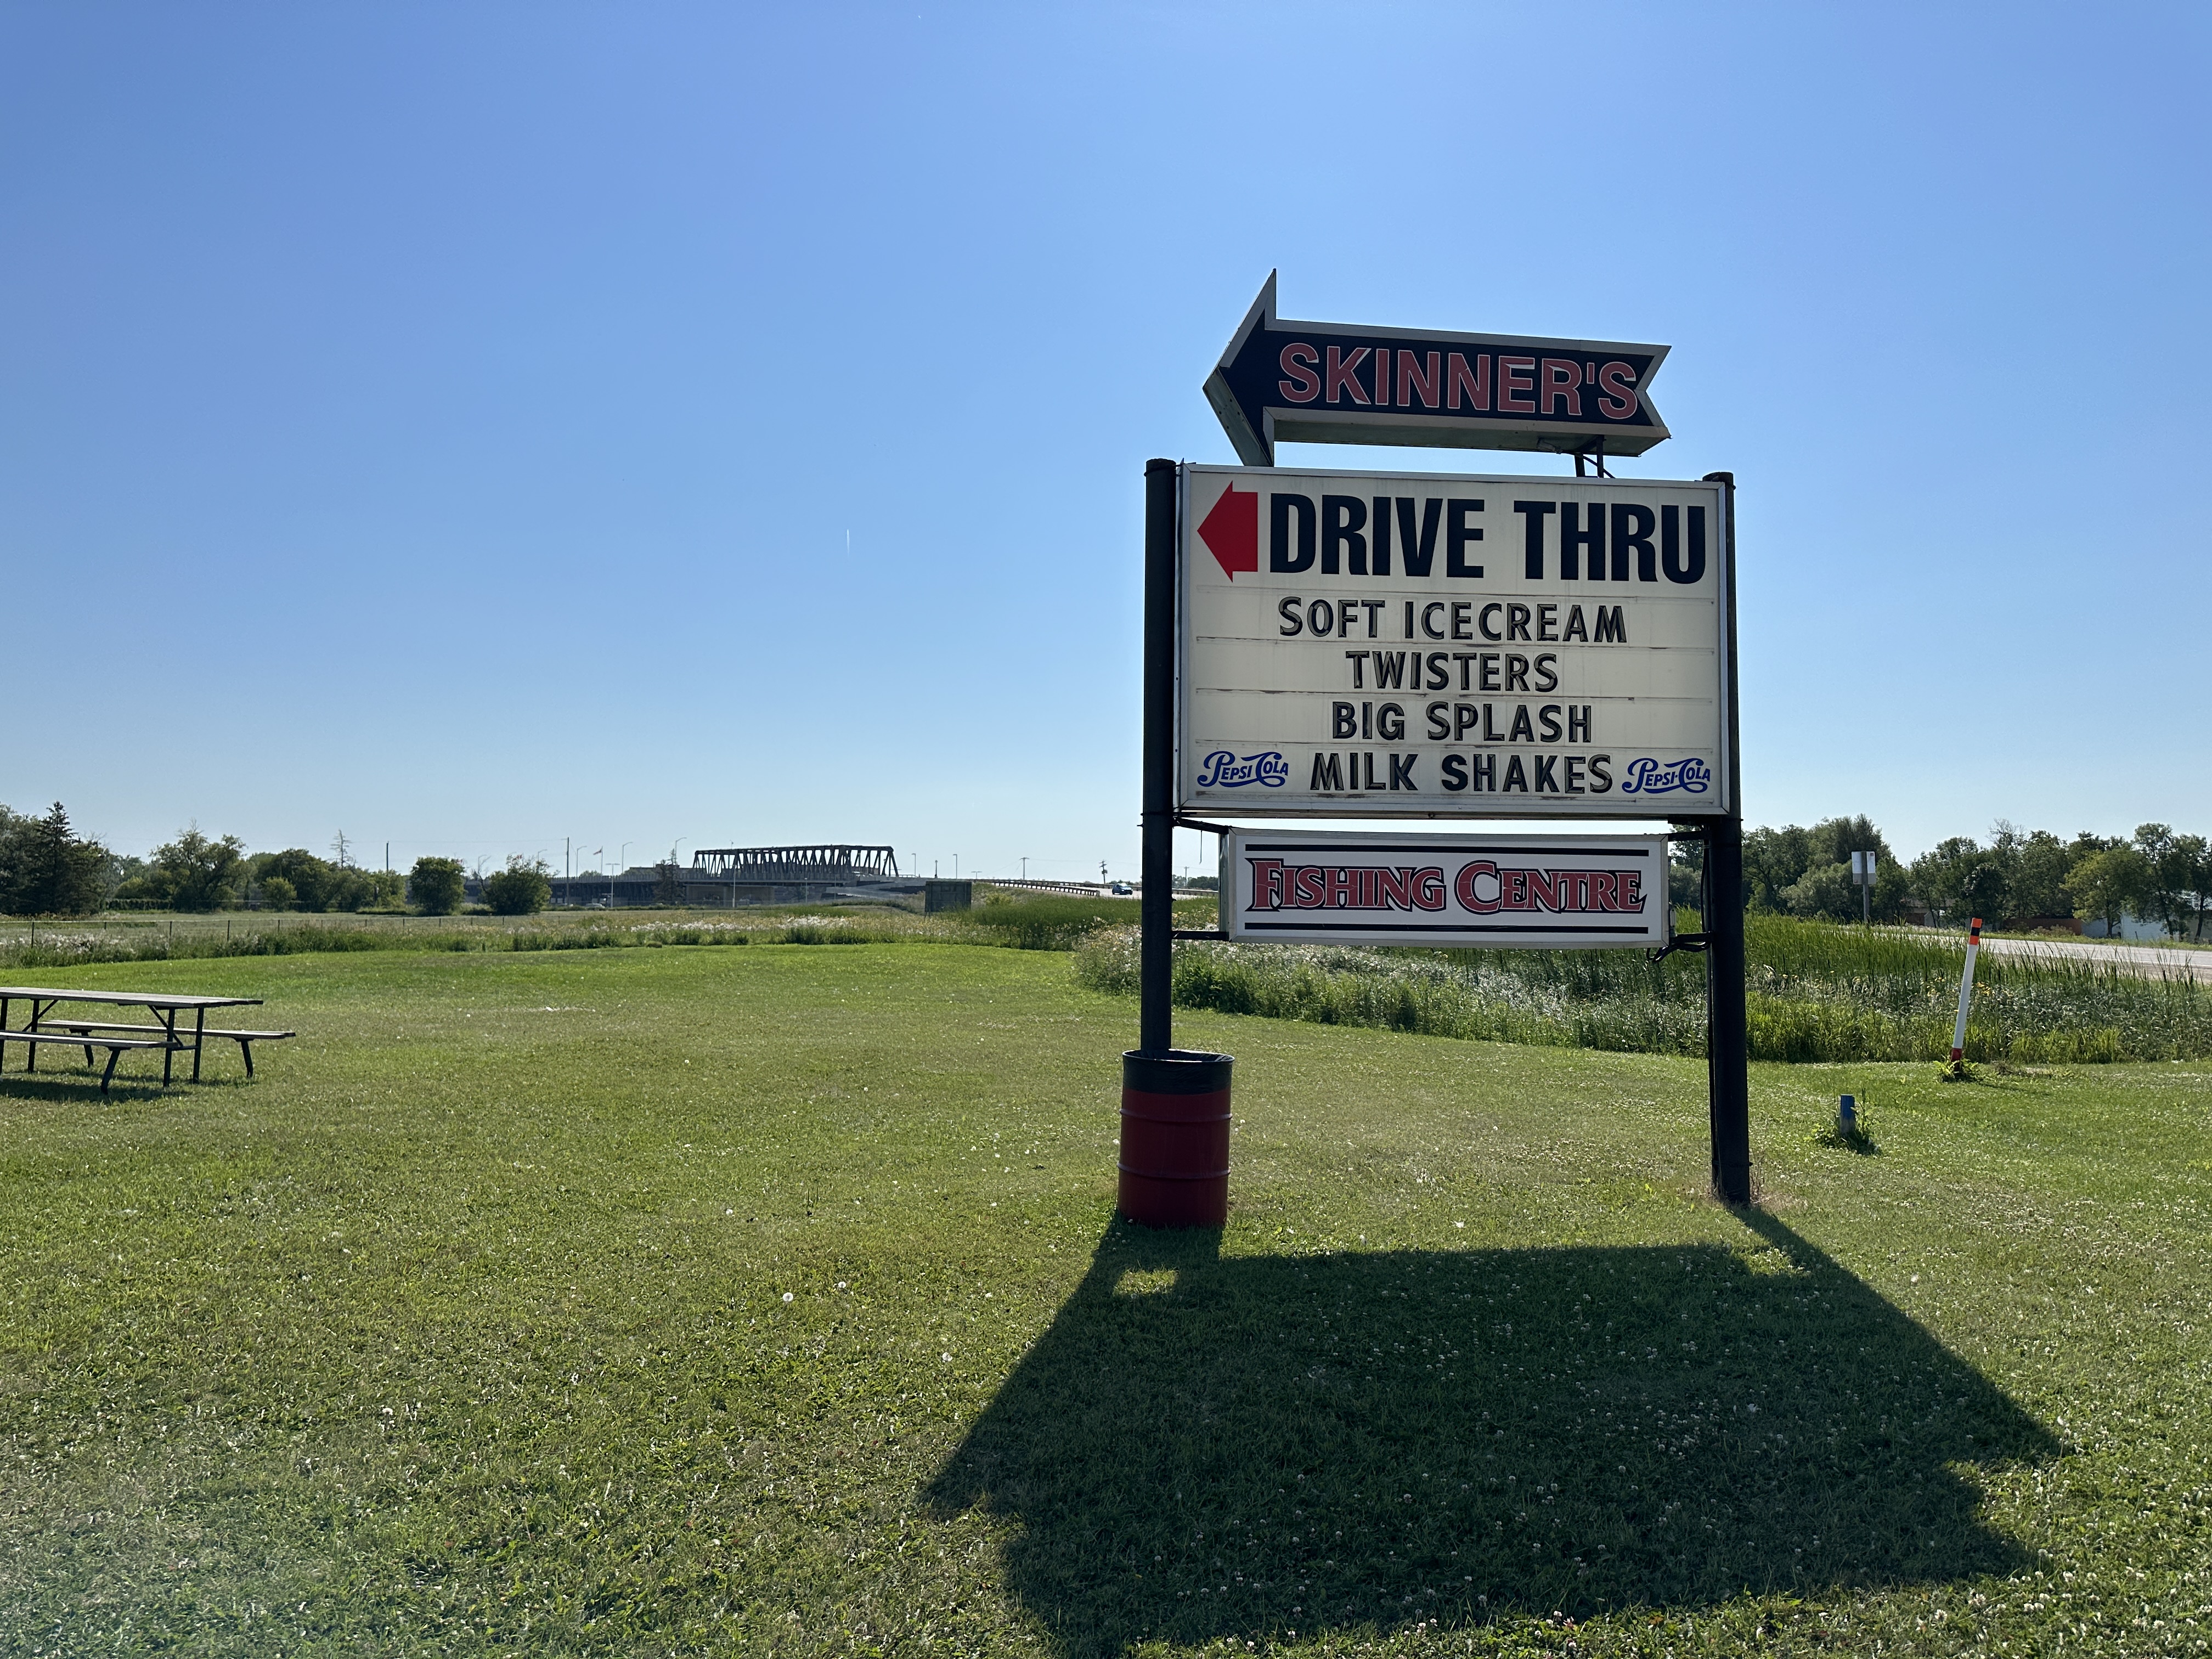 SKINNER'S
DRIVE THRU
SOFT ICECREAM
TWISTERS
BIG SPLASH
PEPSI-COLA MILK SHAKES PEPSI-COLA
FISHING CENTRE